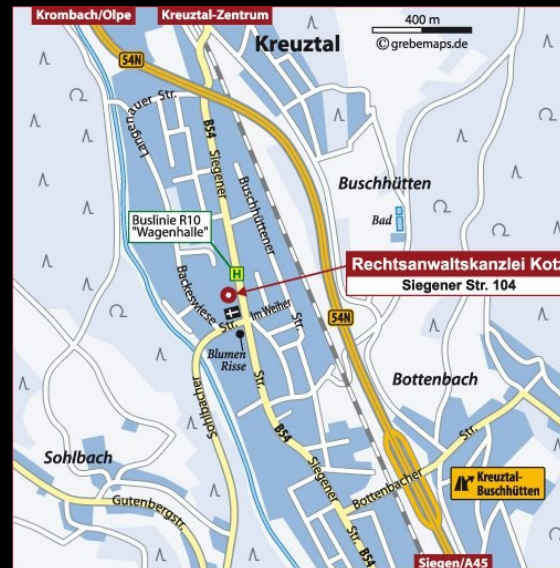 Krombach/Olpe
Kreuztal-Zentrum
400 m
© grebemaps.de
Kreuztal
54N
Langenauer Str.
B54
Siegener
Buschhüttener
Buschhütten
Bad
Buslinie R10
"Wagenhalle"
H
Rechtsanwaltskanzlei Kotz
Siegener Str. 104
Backeswiese
Str.
Im Weiher
Str.
54N
Blumen
Risse
Str.
Bottenbach
Sohlbacher
B54
Str.
Sohlbach
Siegener
Bottenbacher
Kreuztal-
Buschhütten
Gutenbergstr.
Str.
B54
Siegen/A45